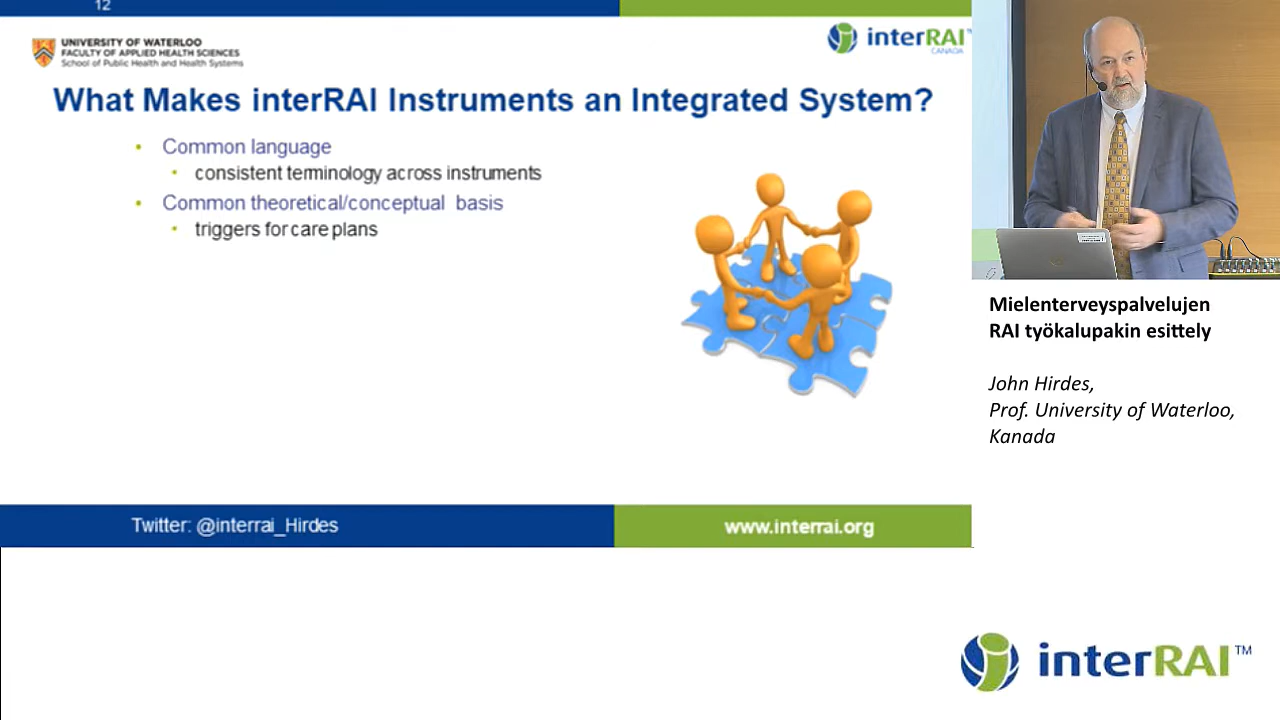 12
UNIVERSITY OF WATERLOO
FACULTY OF APPLIED HEALTH SCIENCES
School of Public Health and Health Systems
interRAI
CANADA
What Makes interRAI Instruments an Integrated System?
• Common language
• consistent terminology across instruments
• Common theoretical/conceptual basis
• triggers for care plans
Twitter: @interrai_Hirdes
www.interrai.org
Mielenterveyspalvelujen
RAI työkalupakin esittely
John Hirdes,
Prof. University of Waterloo,
Kanada
interRAI™